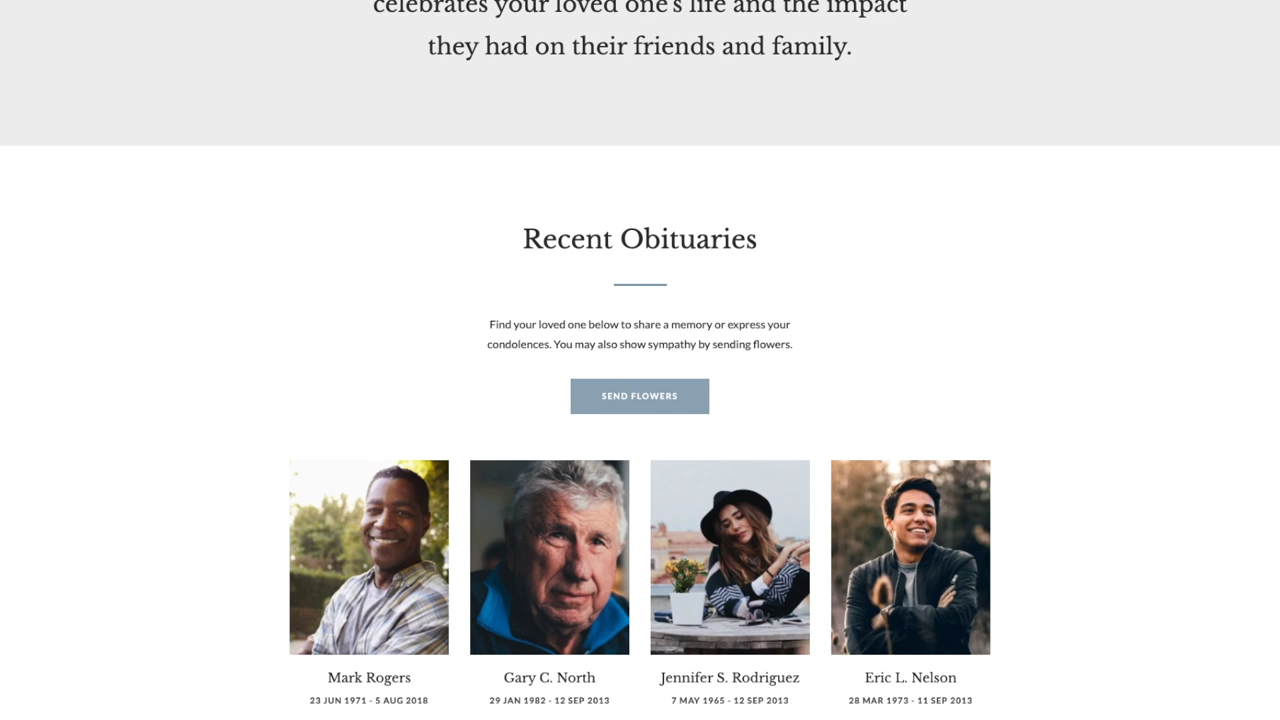 celebrates your loved one's life and the impact
they had on their friends and family.
Recent Obituaries
Find your loved one below to share a memory or express your
condolences. You may also show sympathy by sending flowers.
SEND FLOWERS
Mark Rogers
23 JUN 1971 - 5 AUG 2018
Gary C. North
29 JAN 1982 - 12 SEP 2013
Jennifer S. Rodriguez
7 MAY 1965 - 12 SEP 2013
Eric L. Nelson
28 MAR 1973 - 11 SEP 2013